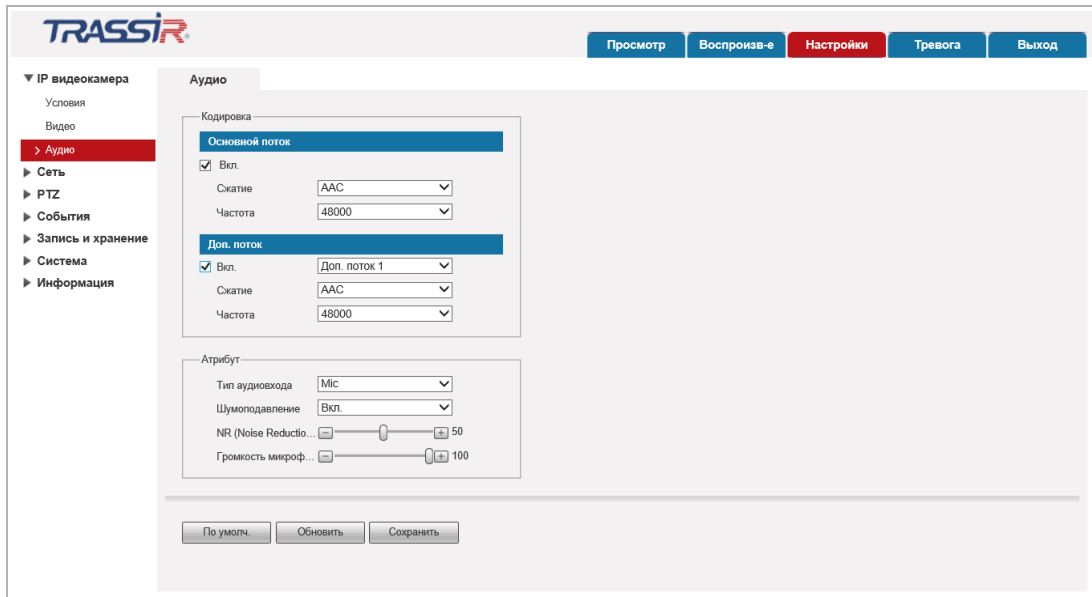 TRASSIR
Просмотр Воспроизв-е Настройки Тревога Выход
IP видеокамера
Условия
Видео
Аудио
Сеть
PTZ
События
Запись и хранение
Система
Информация
Аудио
Кодировка
Основной поток
Вкл.
Сжатие AAC
Частота 48000
Доп. поток
Вкл. Доп. поток 1
Сжатие AAC
Частота 48000
Атрибут
Тип аудиовхода Mic
Шумоподавление Вкл.
NR (Noise Reductio... 50
Громкость микроф... 100
По умолч. Обновить Сохранить